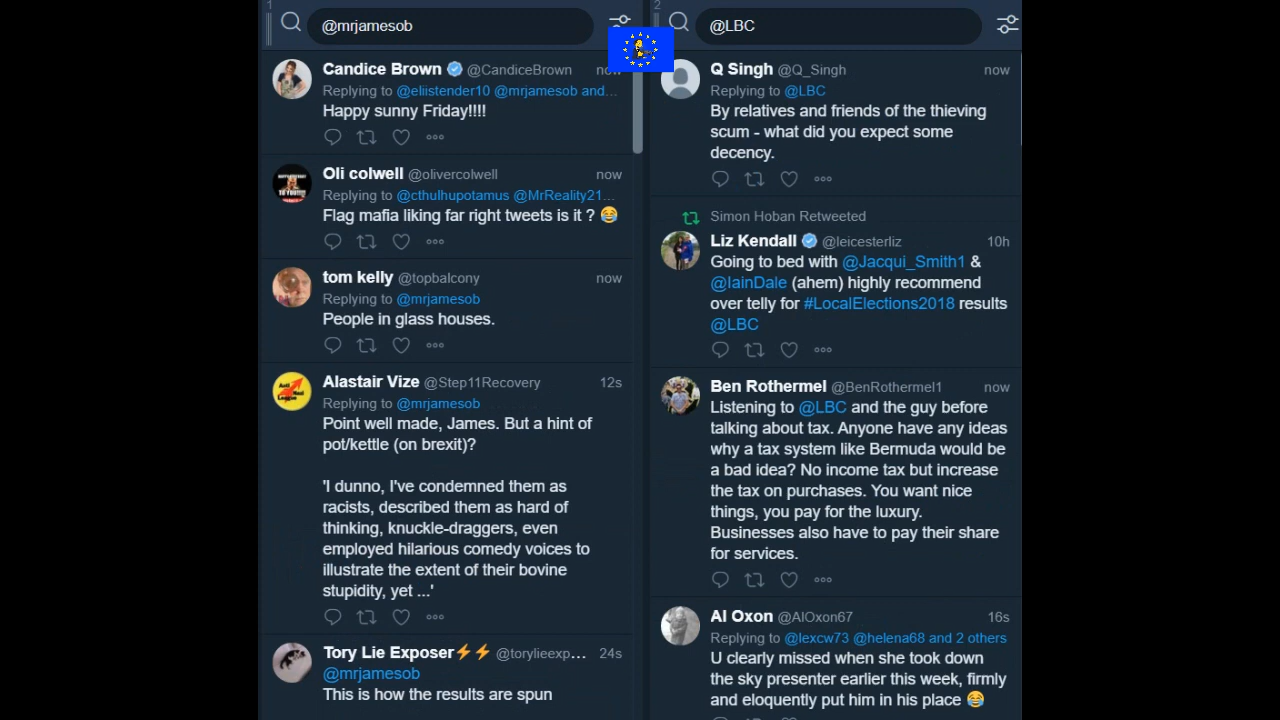 1
@mrjamesob
Candice Brown @CandiceBrown now
Replying to @eliistender10 @mrjamesob and...
Happy sunny Friday!!!!
Oli colwell @olivercolwell now
Replying to @cthulhupotamus @MrReality21...
Flag mafia liking far right tweets is it ? 😂
tom kelly @topbalcony now
Replying to @mrjamesob
People in glass houses.
Alastair Vize @Step11Recovery 12s
Replying to @mrjamesob
Point well made, James. But a hint of
pot/kettle (on brexit)?
'I dunno, I've condemned them as
racists, described them as hard of
thinking, knuckle-draggers, even
employed hilarious comedy voices to
illustrate the extent of their bovine
stupidity, yet ...'
Tory Lie Exposer⚡⚡ @torylieexp... 24s
@mrjamesob
This is how the results are spun
2
@LBC
Q Singh @Q_Singh now
Replying to @LBC
By relatives and friends of the thieving
scum - what did you expect some
decency.
Simon Hoban Retweeted
Liz Kendall @leicesterliz 10h
Going to bed with @Jacqui_Smith1 &
@IainDale (ahem) highly recommend
over telly for #LocalElections2018 results
@LBC
Ben Rothermel @BenRothermel1 now
Listening to @LBC and the guy before
talking about tax. Anyone have any ideas
why a tax system like Bermuda would be
a bad idea? No income tax but increase
the tax on purchases. You want nice
things, you pay for the luxury.
Businesses also have to pay their share
for services.
Al Oxon @AlOxon67 16s
Replying to @lexcw73 @helena68 and 2 others
U clearly missed when she took down
the sky presenter earlier this week, firmly
and eloquently put him in his place 😂